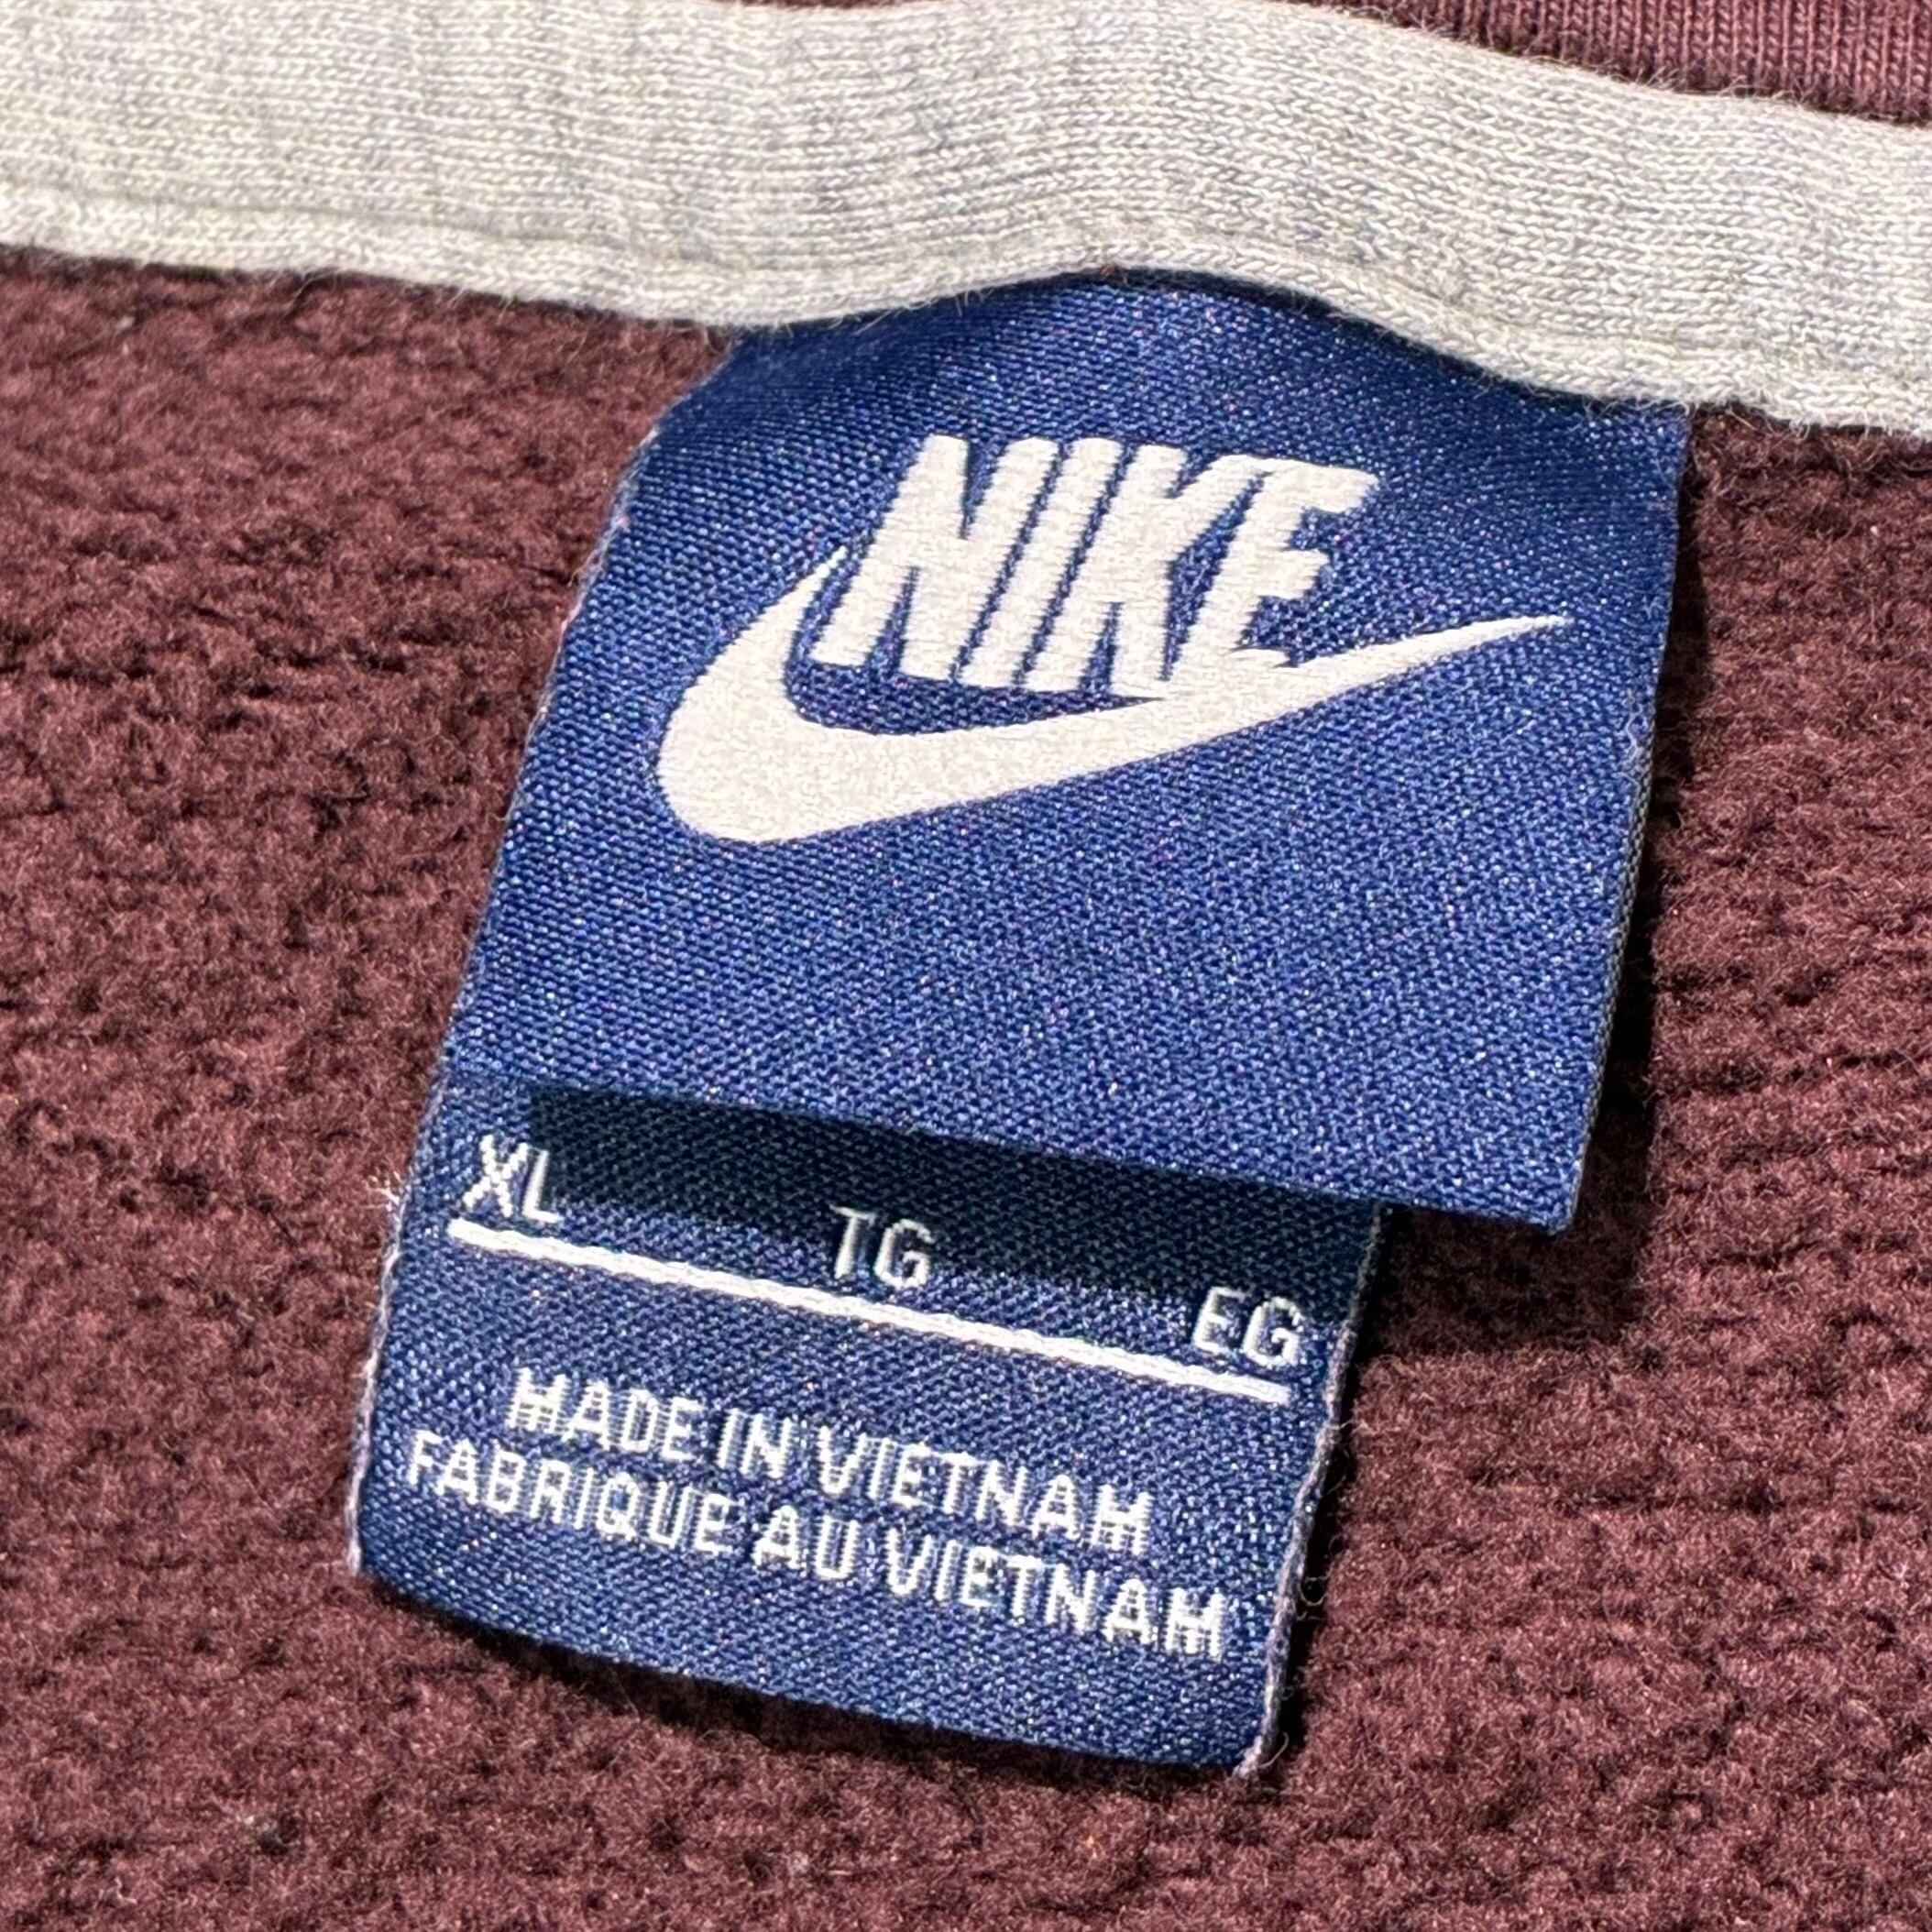 NIKE
XL TG EG
MADE IN VIETNAM
FABRIQUE AU VIETNAM